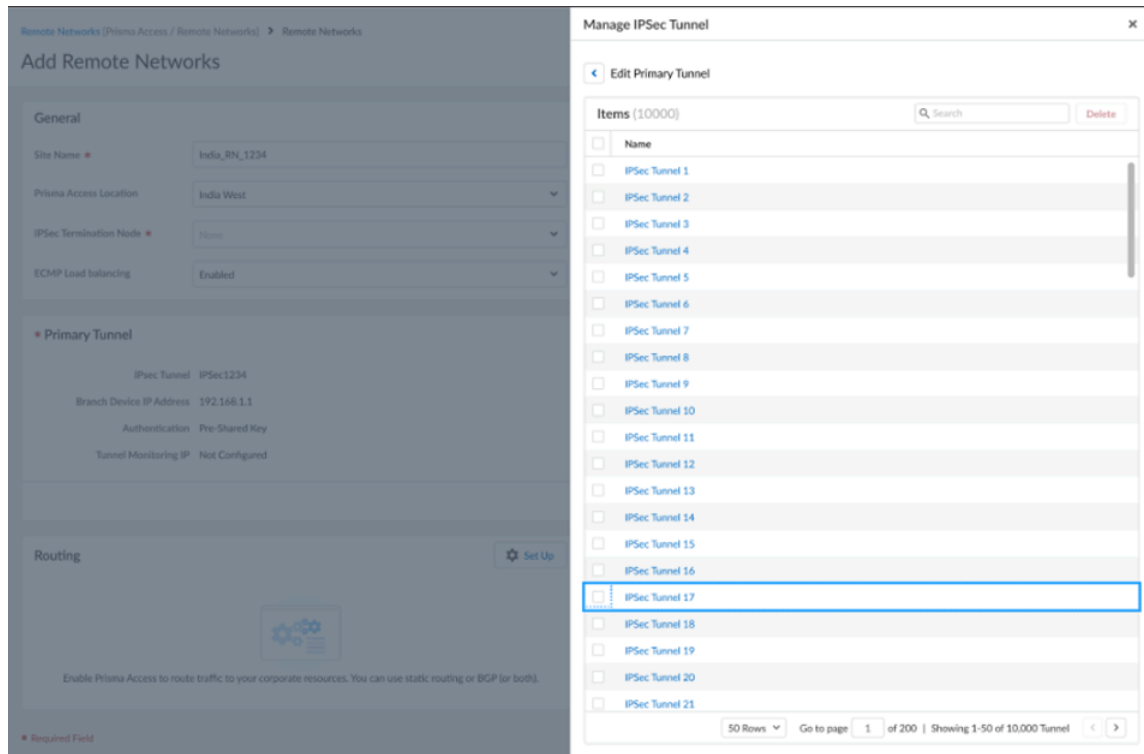 Remote Networks [Prisma Access / Remote Networks] > Remote Networks
Add Remote Networks
General
Site Name * India_RN_1234
Prisma Access Location India West
IPSec Termination Node * None
ECMP Load balancing Enabled
* Primary Tunnel
IPsec Tunnel IPSec1234
Branch Device IP Address 192.168.1.1
Authentication Pre-Shared Key
Tunnel Monitoring IP Not Configured
Routing Set Up
Enable Prisma Access to route traffic to your corporate resources. You can use static routing or BGP (or both).
* Required Field
Manage IPSec Tunnel ×
Edit Primary Tunnel
Items (10000) Search Delete
Name
IPSec Tunnel 1
IPSec Tunnel 2
IPSec Tunnel 3
IPSec Tunnel 4
IPSec Tunnel 5
IPSec Tunnel 6
IPSec Tunnel 7
IPSec Tunnel 8
IPSec Tunnel 9
IPSec Tunnel 10
IPSec Tunnel 11
IPSec Tunnel 12
IPSec Tunnel 13
IPSec Tunnel 14
IPSec Tunnel 15
IPSec Tunnel 16
IPSec Tunnel 17
IPSec Tunnel 18
IPSec Tunnel 19
IPSec Tunnel 20
IPSec Tunnel 21
50 Rows Go to page 1 of 200 | Showing 1-50 of 10,000 Tunnel